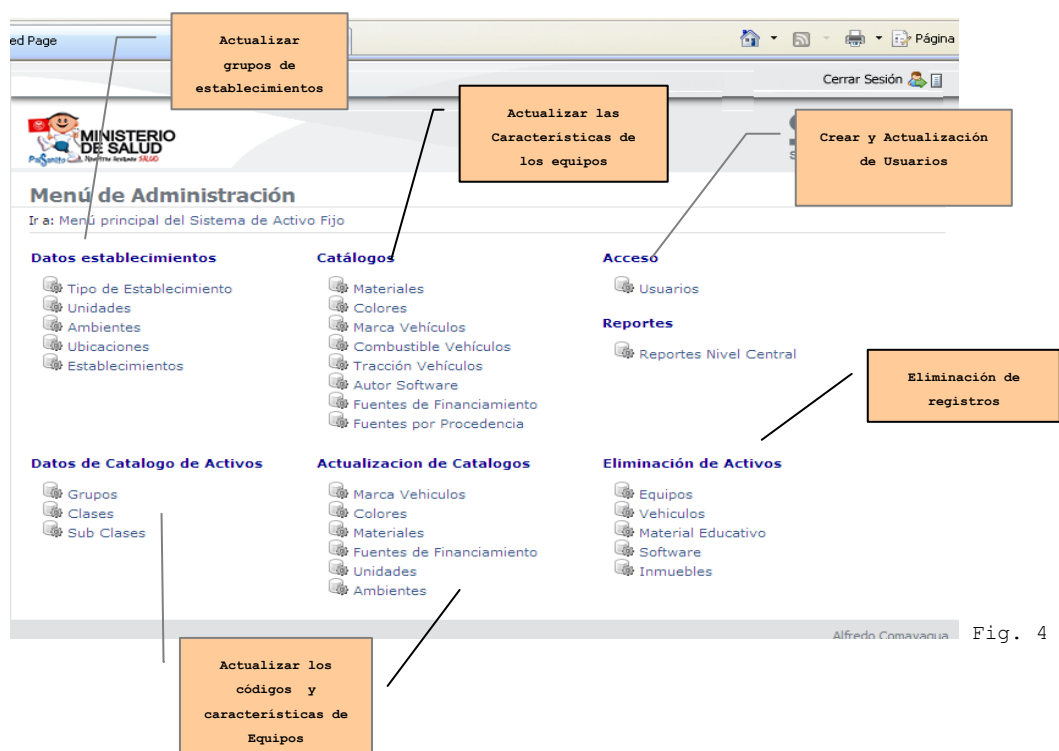 ed Page
Página
Actualizar
grupos de
establecimientos
Cerrar Sesión
Actualizar las
Características de
los equipos
Crear y Actualización
de Usuarios
MINISTERIO
DE SALUD
Menú de Administración
Ir a: Menú principal del Sistema de Activo Fijo
Datos establecimientos
Tipo de Establecimiento
Unidades
Ambientes
Ubicaciones
Establecimientos
Catálogos
Materiales
Colores
Marca Vehículos
Combustible Vehículos
Tracción Vehículos
Autor Software
Fuentes de Financiamiento
Fuentes por Procedencia
Acceso
Usuarios
Reportes
Reportes Nivel Central
Eliminación de
registros
Datos de Catalogo de Activos
Grupos
Clases
Sub Clases
Actualizacion de Catalogos
Marca Vehiculos
Colores
Materiales
Fuentes de Financiamiento
Unidades
Ambientes
Eliminación de Activos
Equipos
Vehiculos
Material Educativo
Software
Inmuebles
Alfredo Comayagua
Fig. 4
Actualizar los
códigos y
características de
Equipos